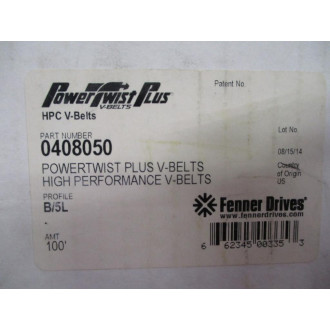 PowerTwist Plus
V-BELTS
Patent No.
HPC V-Belts
PART NUMBER
0408050
Lot No.
08/15/14
POWERTWIST PLUS V-BELTS
HIGH PERFORMANCE V-BELTS
Country
of Origin
US
PROFILE
B/5L
Fenner Drives
www.fennerdrives.com
AMT
100'
6 62345 00335 3